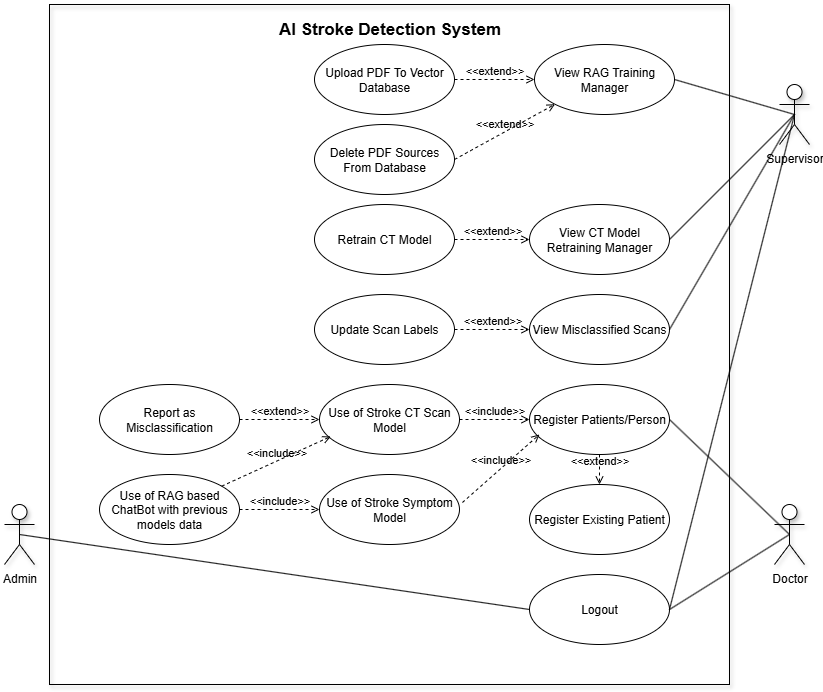 AI Stroke Detection System
Upload PDF To Vector
Database
<<extend>>
View RAG Training
Manager
<<extend>>
Delete PDF Sources
From Database
Supervisor
Retrain CT Model
<<extend>>
View CT Model
Retraining Manager
Update Scan Labels
<<extend>>
View Misclassified Scans
Report as
Misclassification
<<extend>>
Use of Stroke CT Scan
Model
<<include>>
Register Patients/Person
<<include>>
<<include>>
<<extend>>
Use of RAG based
ChatBot with previous
models data
<<include>>
Use of Stroke Symptom
Model
Register Existing Patient
Admin
Doctor
Logout